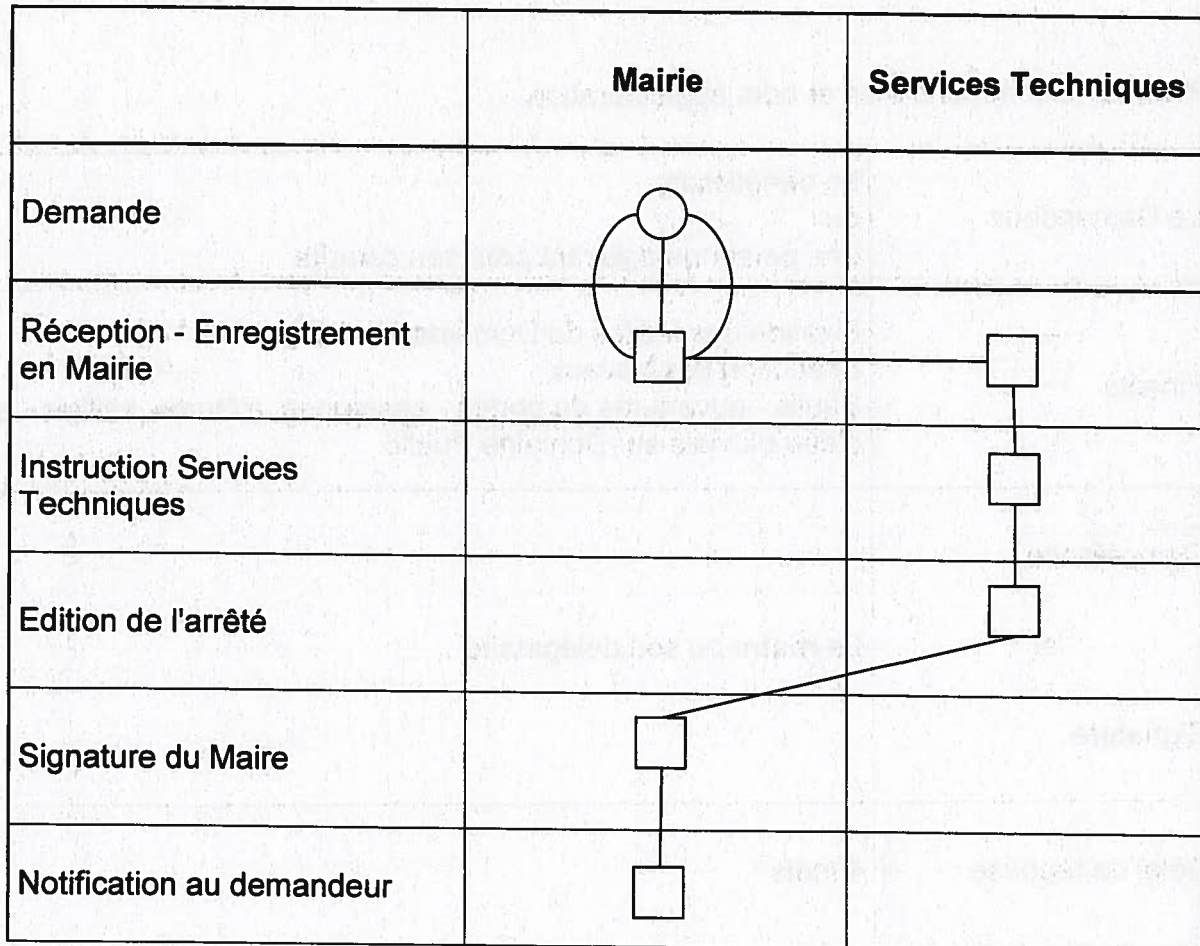 Mairie
Services Techniques
Demande
Réception - Enregistrement
en Mairie
Instruction Services
Techniques
Edition de l'arrêté
Signature du Maire
Notification au demandeur